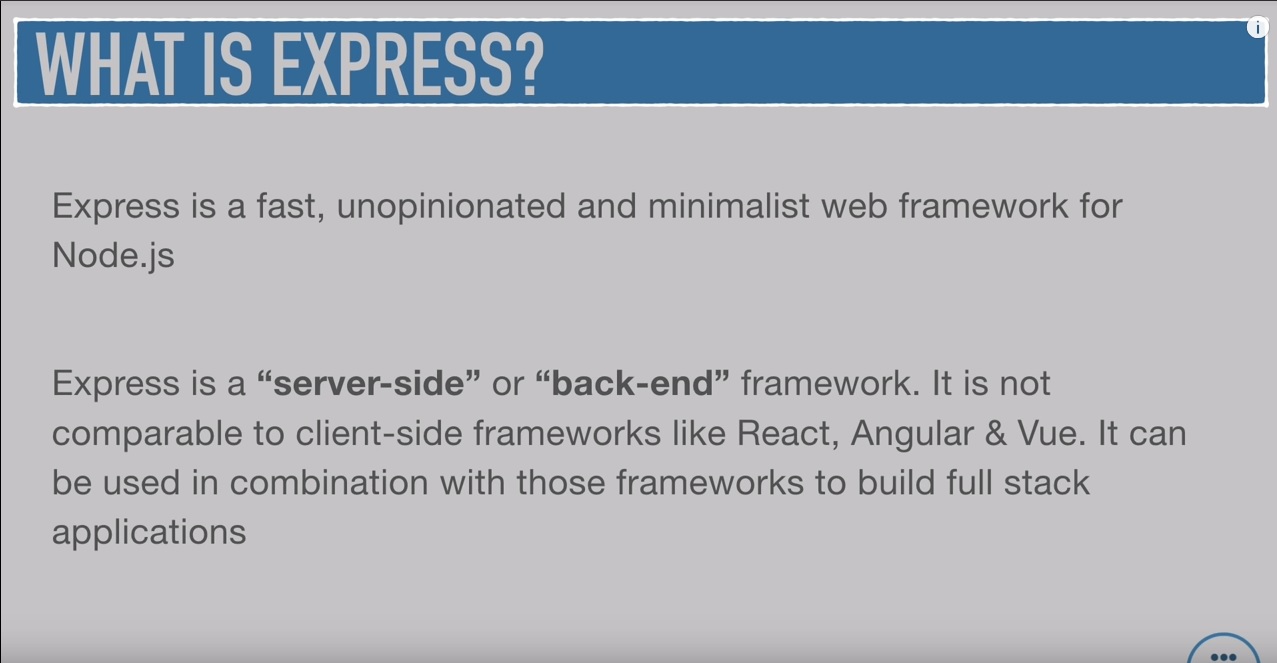 WHAT IS EXPRESS?
Express is a fast, unopinionated and minimalist web framework for
Node.js
Express is a “server-side” or “back-end” framework. It is not
comparable to client-side frameworks like React, Angular & Vue. It can
be used in combination with those frameworks to build full stack
applications